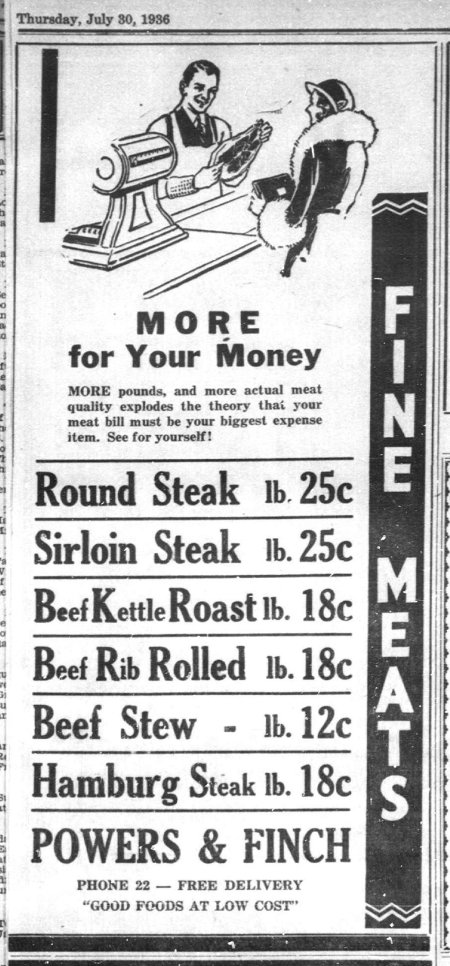 Thursday, July 30, 1936
MORE
for Your Money
MORE pounds, and more actual meat
quality explodes the theory that your
meat bill must be your biggest expense
item. See for yourself!
Round Steak lb. 25c
Sirloin Steak lb. 25c
Beef Kettle Roast lb. 18c
Beef Rib Rolled lb. 18c
Beef Stew - lb. 12c
Hamburg Steak lb. 18c
POWERS & FINCH
PHONE 22 — FREE DELIVERY
"GOOD FOODS AT LOW COST"
FINE MEATS